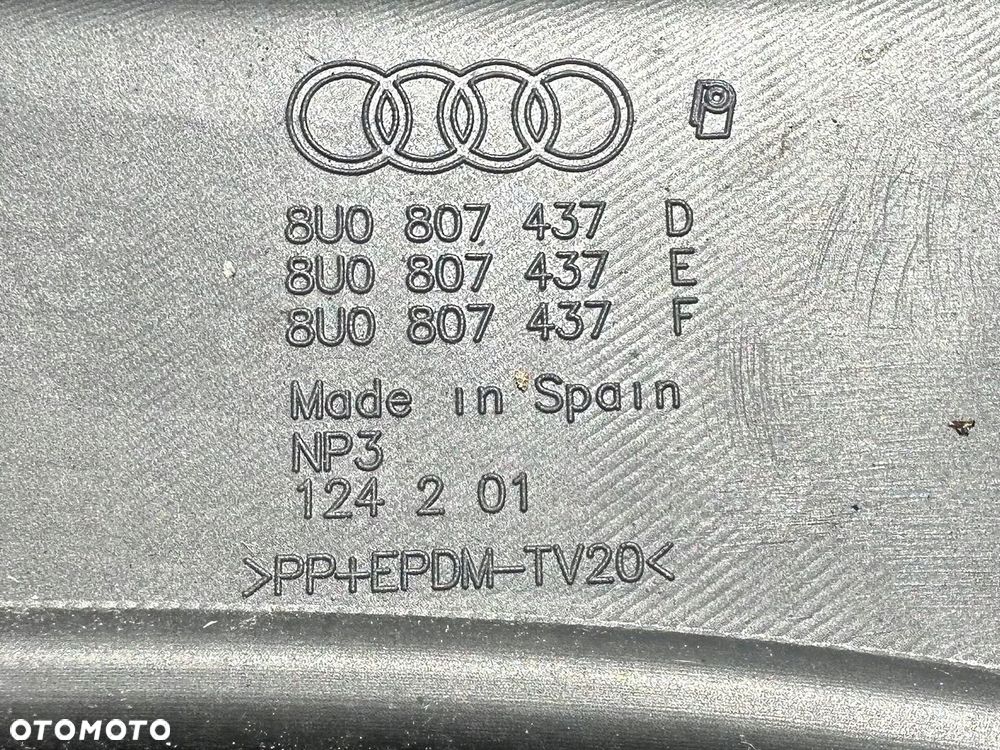 8U0 807 437 D
8U0 807 437 E
8U0 807 437 F
Made in Spain
NP3
124 2 01
>PP+EPDM-TV20<
OTOMOTO